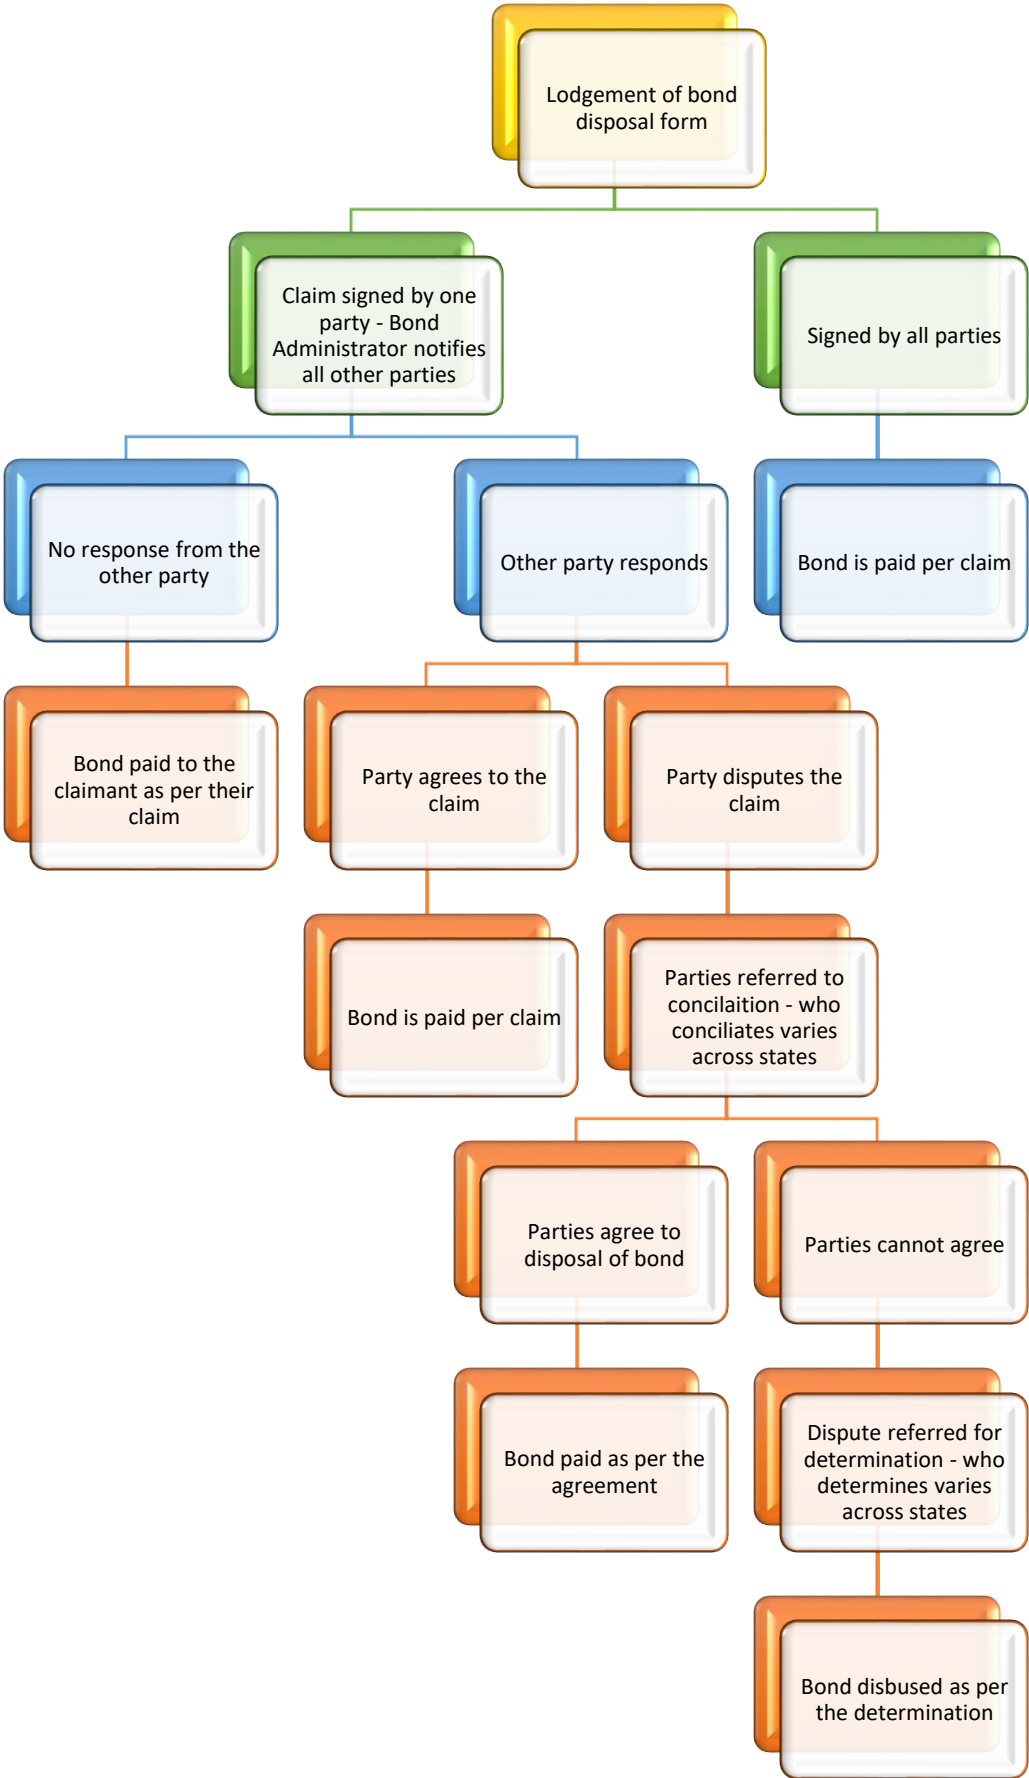 Lodgement of bond
disposal form
Claim signed by one
party - Bond
Administrator notifies
all other parties
Signed by all parties
No response from the
other party
Other party responds
Bond is paid per claim
Bond paid to the
claimant as per their
claim
Party agrees to the
claim
Party disputes the
claim
Bond is paid per claim
Parties referred to
concilaition - who
conciliates varies
across states
Parties agree to
disposal of bond
Parties cannot agree
Bond paid as per the
agreement
Dispute referred for
determination - who
determines varies
across states
Bond disbused as per
the determination